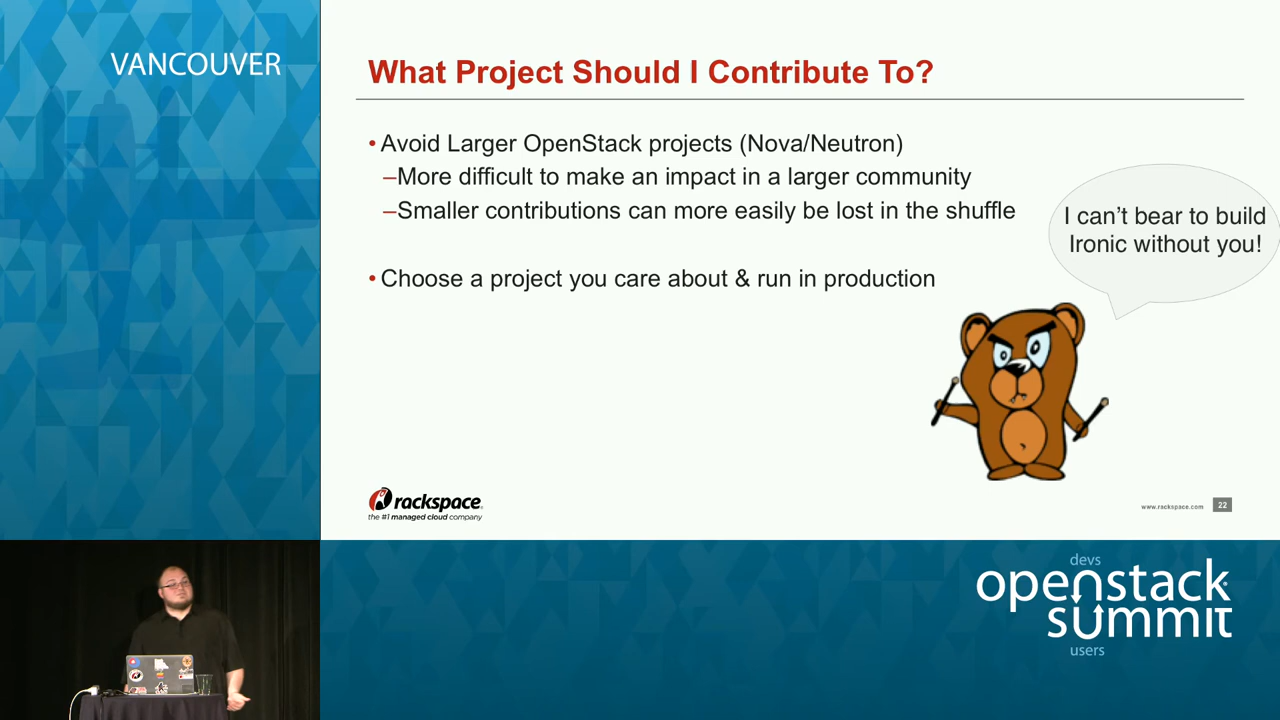 VANCOUVER
What Project Should I Contribute To?
• Avoid Larger OpenStack projects (Nova/Neutron)
–More difficult to make an impact in a larger community
–Smaller contributions can more easily be lost in the shuffle
• Choose a project you care about & run in production
I can't bear to build
Ironic without you!
rackspace
the #1 managed cloud company
www.rackspace.com 22
devs
openstack
summit
users